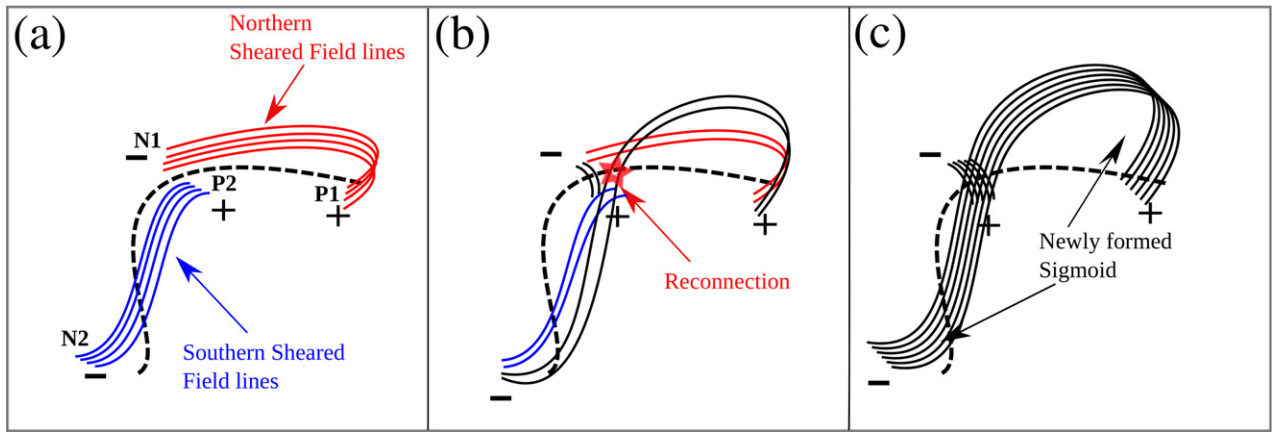 (a)
Northern
Sheared Field lines
N1
−
P2
+
P1
+
N2
−
Southern Sheared
Field lines
(b)
−
+
+
Reconnection
−
(c)
−
+
+
Newly formed
Sigmoid
−